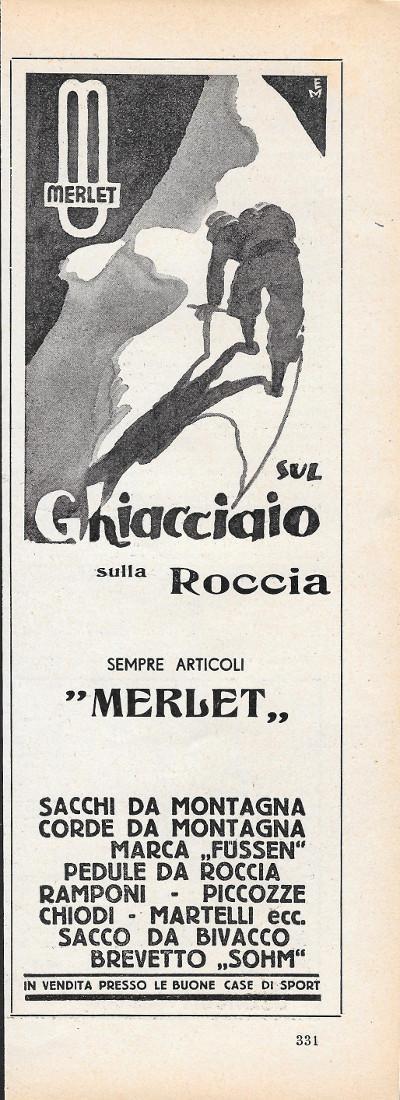 EM
MERLET
SUL
Ghiacciaio
sulla Roccia
SEMPRE ARTICOLI
”MERLET„
SACCHI DA MONTAGNA
CORDE DA MONTAGNA
MARCA „FÜSSEN“
PEDULE DA ROCCIA
RAMPONI - PICCOZZE
CHIODI - MARTELLI ecc.
SACCO DA BIVACCO
BREVETTO „SOHM“
IN VENDITA PRESSO LE BUONE CASE DI SPORT
331